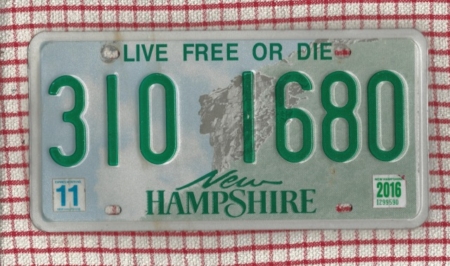 LIVE FREE OR DIE
310 1680
11
2016
New
HAMPSHIRE